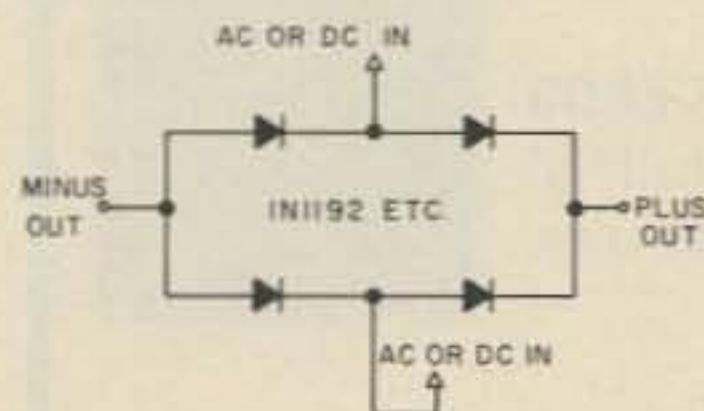 AC OR DC IN
MINUS
OUT
IN1192 ETC
PLUS
OUT
AC OR DC IN